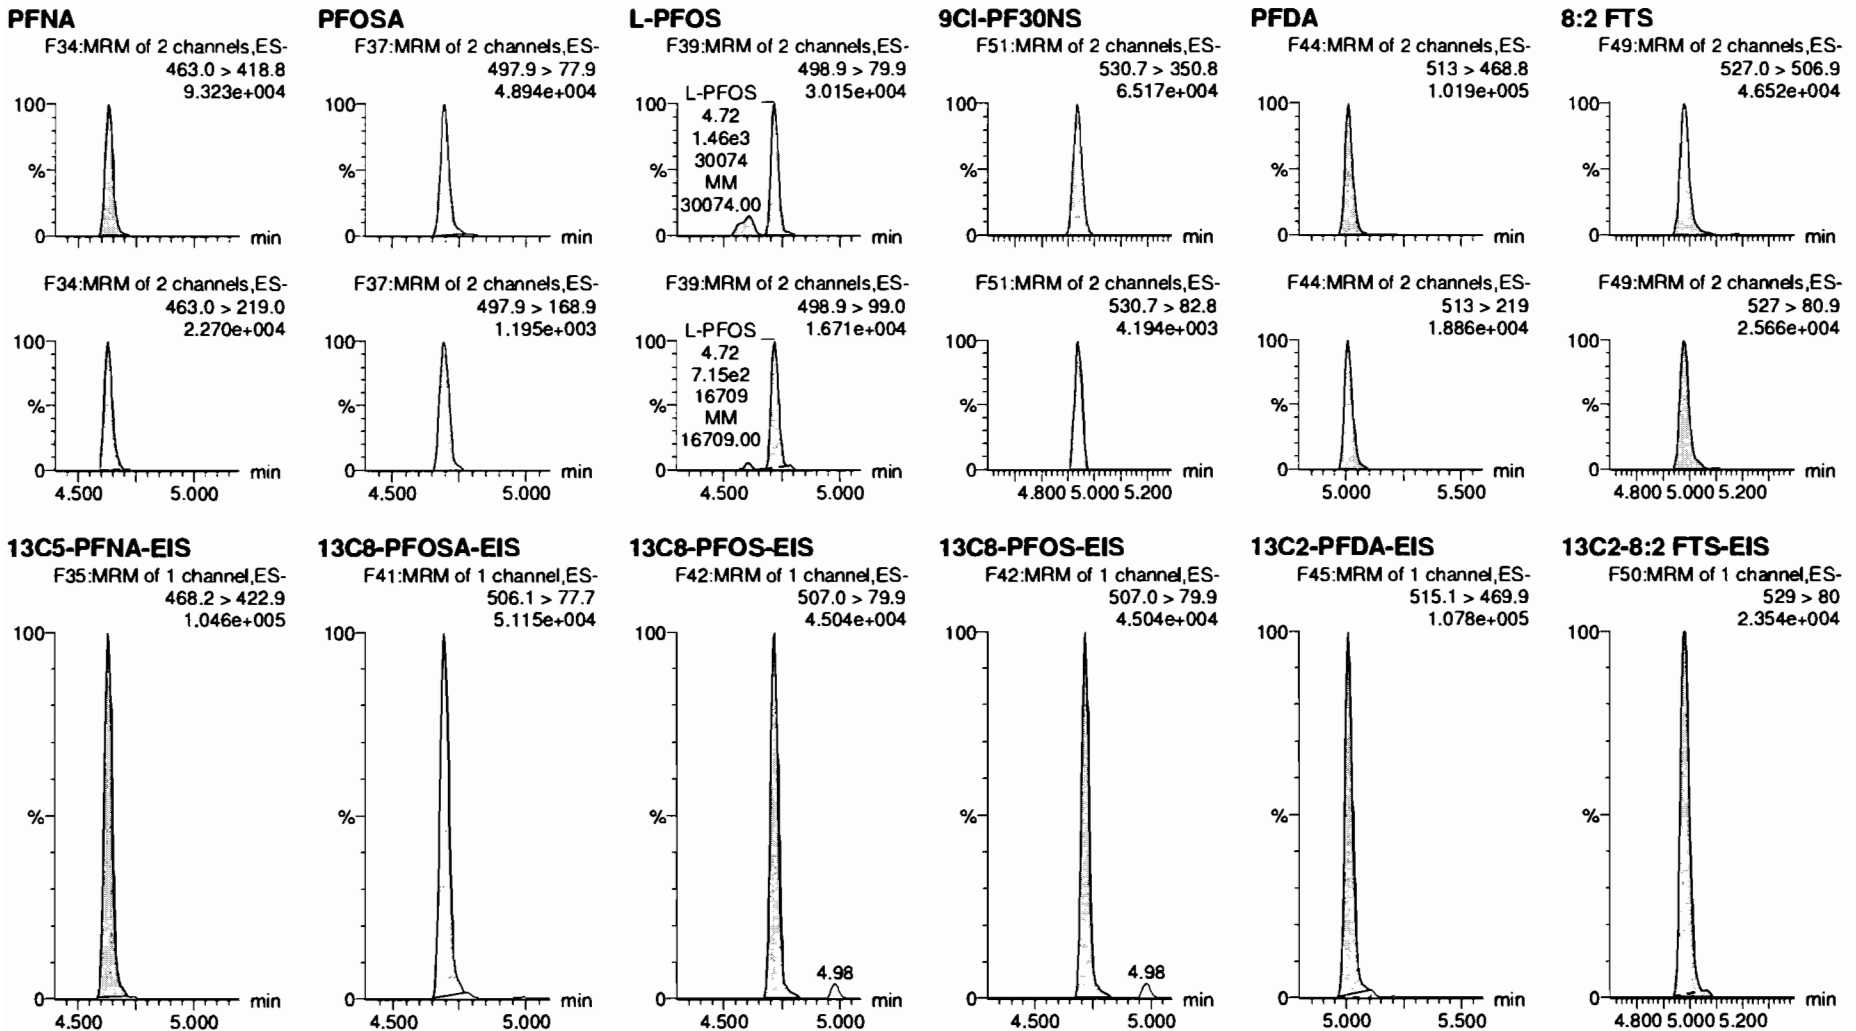 PFNA
F34:MRM of 2 channels,ES-
463.0 > 418.8
9.323e+004
100
%
0
min
F34:MRM of 2 channels,ES-
463.0 > 219.0
2.270e+004
100
%
0
min
4.500 5.000
PFOSA
F37:MRM of 2 channels,ES-
497.9 > 77.9
4.894e+004
100
%
0
min
F37:MRM of 2 channels,ES-
497.9 > 168.9
1.195e+003
100
%
0
min
4.500 5.000
L-PFOS
F39:MRM of 2 channels,ES-
498.9 > 79.9
3.015e+004
100
L-PFOS
4.72
1.46e3
30074
MM
30074.00
%
0
min
F39:MRM of 2 channels,ES-
498.9 > 99.0
1.671e+004
100
L-PFOS
4.72
7.15e2
16709
MM
16709.00
%
0
min
4.500 5.000
9Cl-PF30NS
F51:MRM of 2 channels,ES-
530.7 > 350.8
6.517e+004
100
%
0
min
F51:MRM of 2 channels,ES-
530.7 > 82.8
4.194e+003
100
%
0
min
4.800 5.000 5.200
PFDA
F44:MRM of 2 channels,ES-
513 > 468.8
1.019e+005
100
%
0
min
F44:MRM of 2 channels,ES-
513 > 219
1.886e+004
100
%
0
min
5.000 5.500
8:2 FTS
F49:MRM of 2 channels,ES-
527.0 > 506.9
4.652e+004
100
%
0
min
F49:MRM of 2 channels,ES-
527 > 80.9
2.566e+004
100
%
0
min
4.800 5.000 5.200
13C5-PFNA-EIS
F35:MRM of 1 channel,ES-
468.2 > 422.9
1.046e+005
100
%
0
min
4.500 5.000
13C8-PFOSA-EIS
F41:MRM of 1 channel,ES-
506.1 > 77.7
5.115e+004
100
%
0
min
4.500 5.000
13C8-PFOS-EIS
F42:MRM of 1 channel,ES-
507.0 > 79.9
4.504e+004
100
%
4.98
0
min
4.500 5.000
13C8-PFOS-EIS
F42:MRM of 1 channel,ES-
507.0 > 79.9
4.504e+004
100
%
4.98
0
min
4.500 5.000
13C2-PFDA-EIS
F45:MRM of 1 channel,ES-
515.1 > 469.9
1.078e+005
100
%
0
min
5.000 5.500
13C2-8:2 FTS-EIS
F50:MRM of 1 channel,ES-
529 > 80
2.354e+004
100
%
0
min
4.800 5.000 5.200